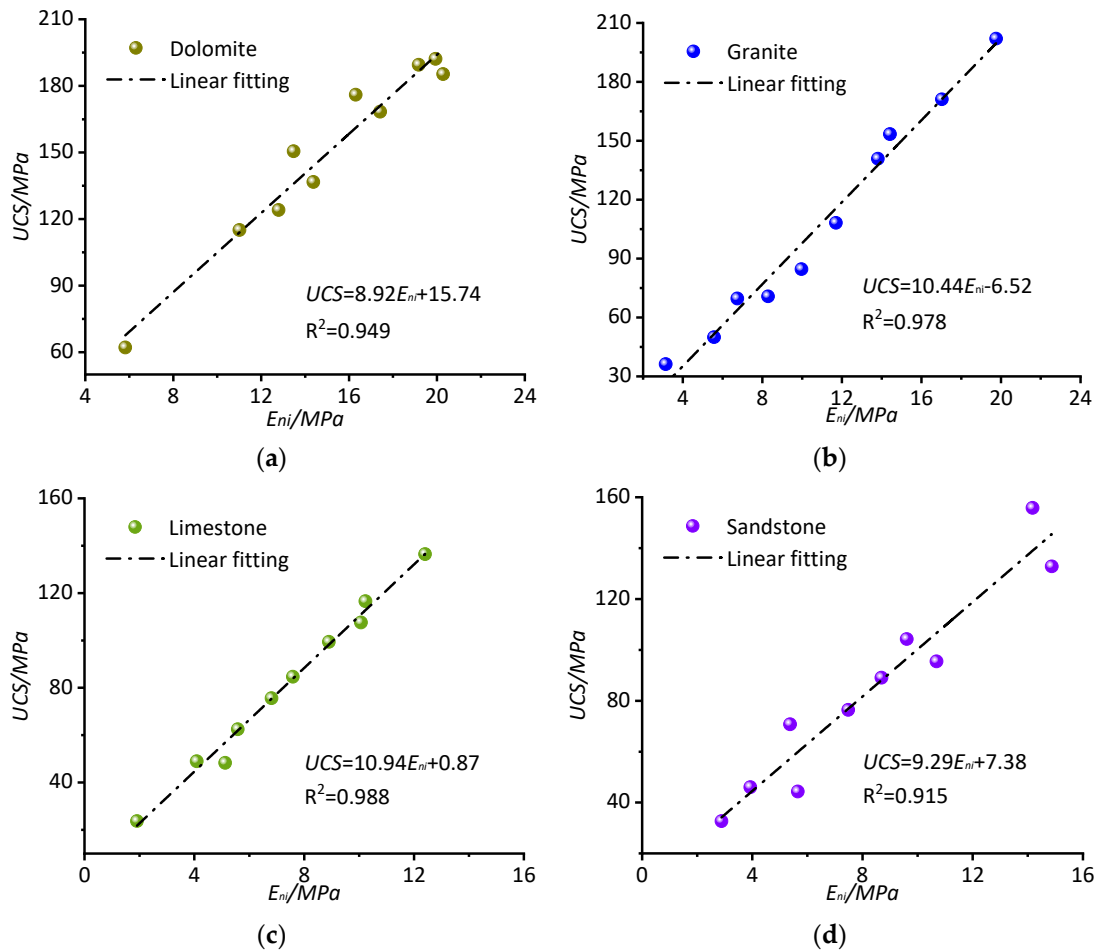 Dolomite
Linear fitting
180
150
120
90
60
UCS/MPa
UCS=8.92Eni+15.74
R²=0.949
4 8 12 16 20 24
Eni/MPa
(a)
Granite
Linear fitting
210
180
150
120
90
60
30
UCS/MPa
UCS=10.44Eni-6.52
R²=0.978
4 8 12 16 20 24
Eni/MPa
(b)
Limestone
Linear fitting
160
120
80
40
UCS/MPa
UCS=10.94Eni+0.87
R²=0.988
0 4 8 12 16
Eni/MPa
(c)
Sandstone
Linear fitting
160
120
80
40
UCS/MPa
UCS=9.29Eni+7.38
R²=0.915
0 4 8 12 16
Eni/MPa
(d)